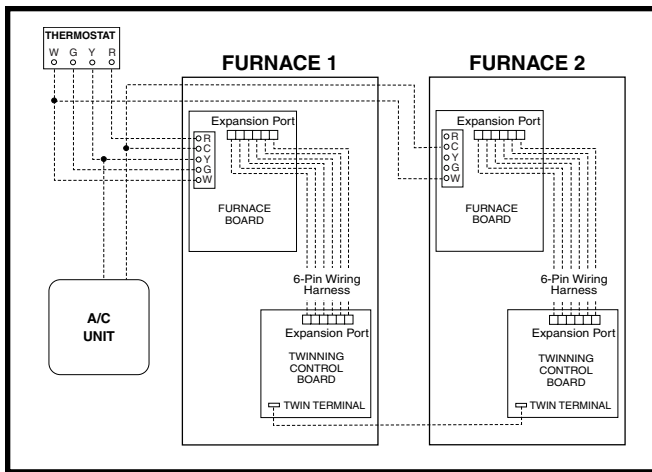 THERMOSTAT
W G Y R
FURNACE 1
FURNACE 2
Expansion Port
R
C
Y
G
W
FURNACE
BOARD
6-Pin Wiring
Harness
Expansion Port
TWINNING
CONTROL
BOARD
TWIN TERMINAL
Expansion Port
R
C
Y
G
W
FURNACE
BOARD
6-Pin Wiring
Harness
Expansion Port
TWINNING
CONTROL
BOARD
TWIN TERMINAL
A/C
UNIT